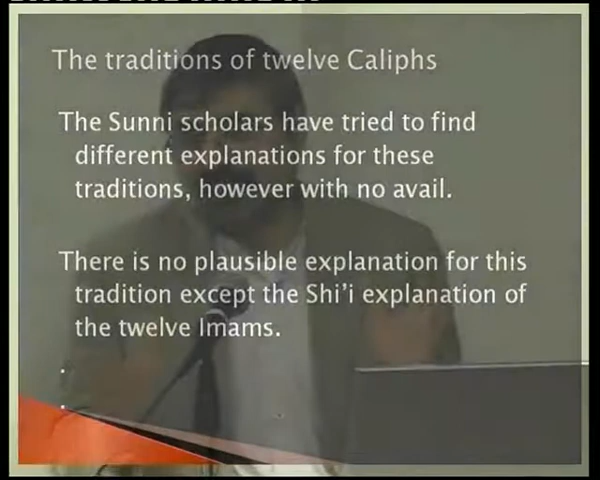 The traditions of twelve Caliphs
The Sunni scholars have tried to find
different explanations for these
traditions, however with no avail.
There is no plausible explanation for this
tradition except the Shi'i explanation of
the twelve Imams.